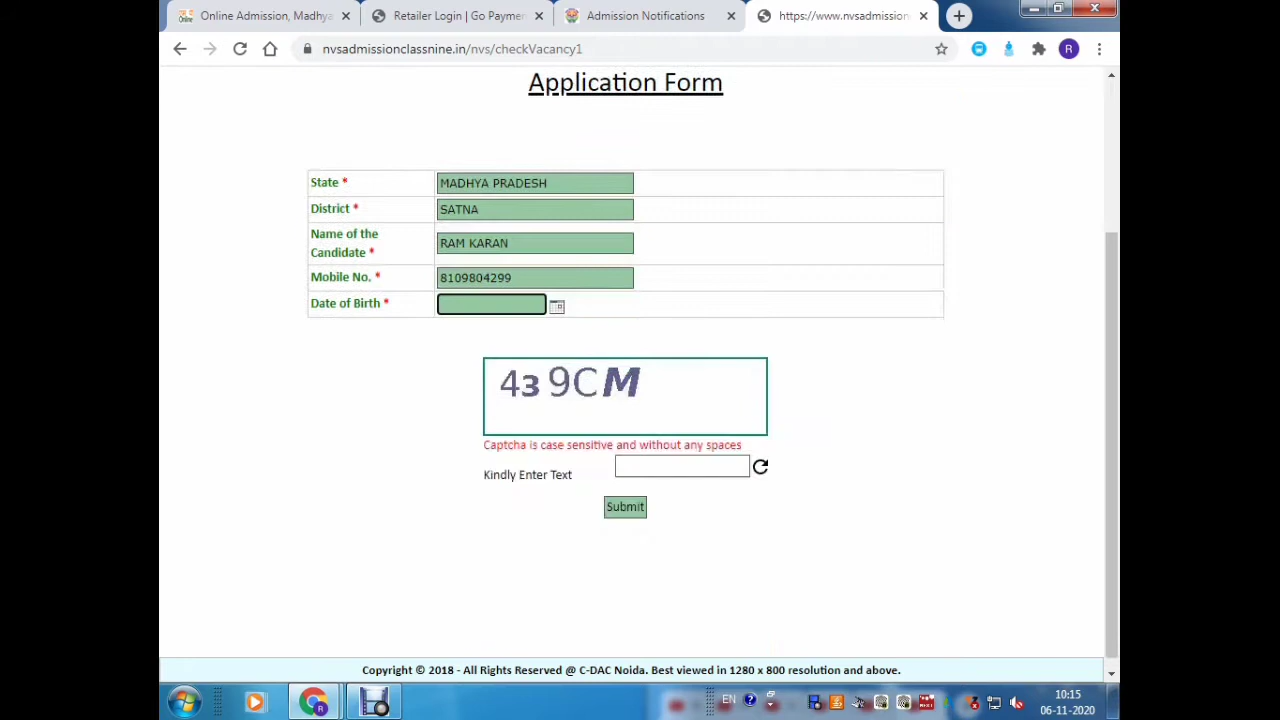 Online Admission, Madhya
Retailer Login | Go Paymer
Admission Notifications
https://www.nvsadmission
nvsadmissionclassnine.in/nvs/checkVacancy1
R
Application Form
State *
MADHYA PRADESH
District *
SATNA
Name of the
Candidate *
RAM KARAN
Mobile No. *
8109804299
Date of Birth *
439CM
Captcha is case sensitive and without any spaces
Kindly Enter Text
Submit
Copyright © 2018 - All Rights Reserved @ C-DAC Noida. Best viewed in 1280 x 800 resolution and above.
EN
10:15
06-11-2020